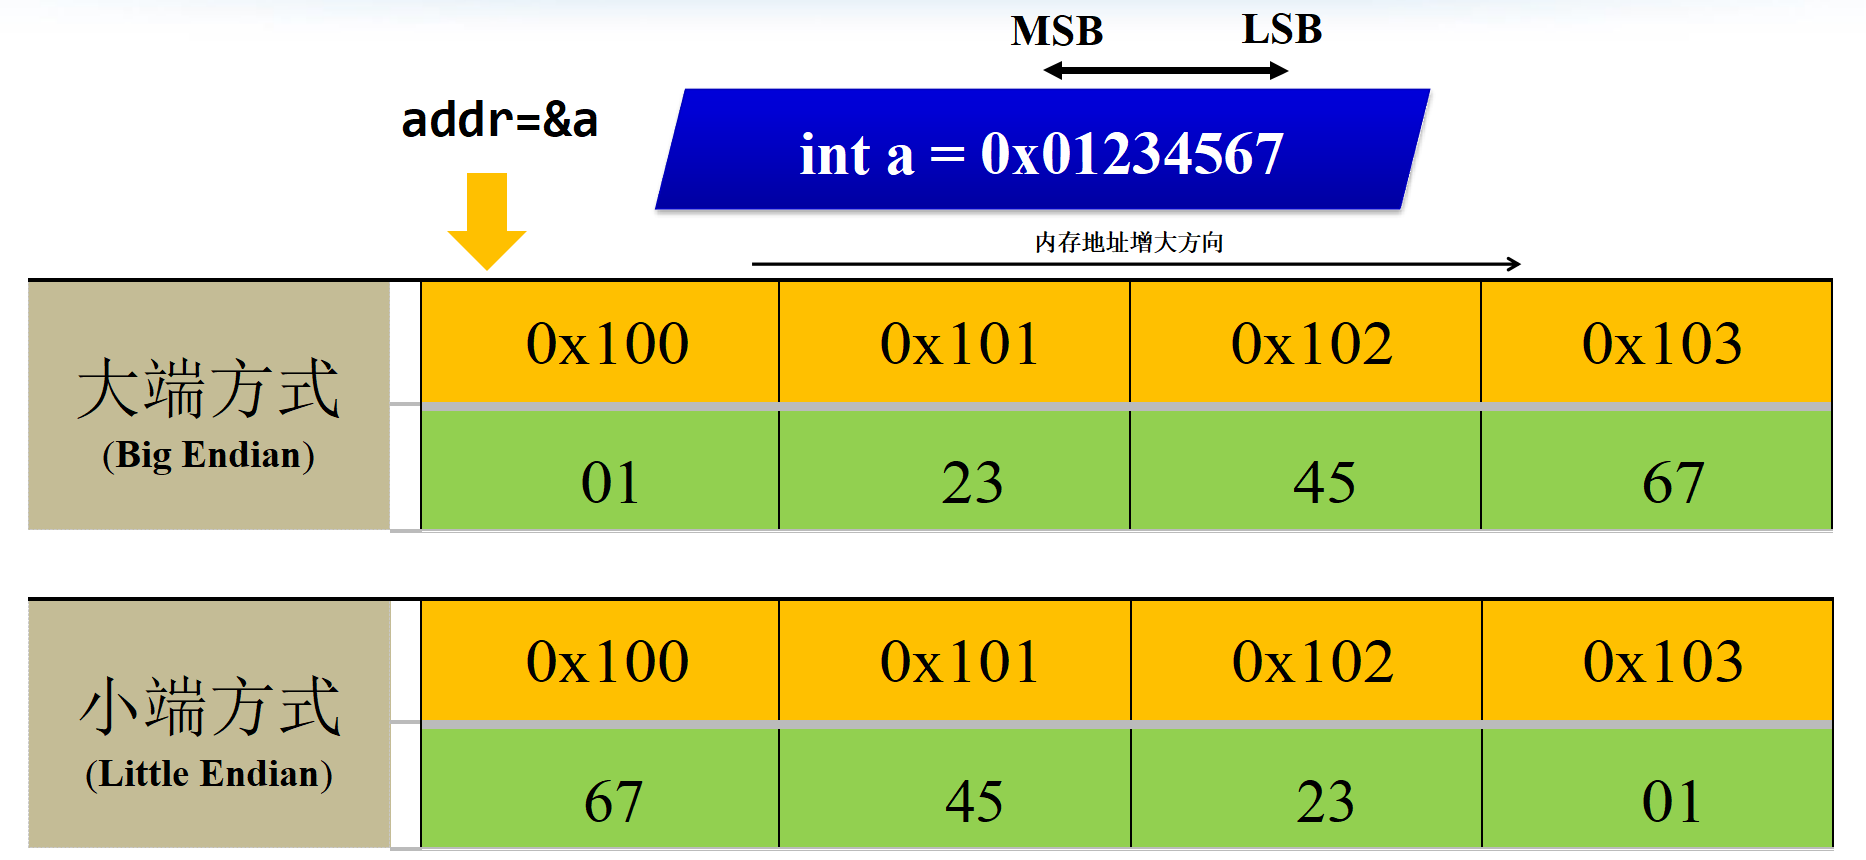 MSB LSB
addr=&a
int a = 0x01234567
内存地址增大方向
大端方式
(Big Endian)
0x100 0x101 0x102 0x103
01 23 45 67
小端方式
(Little Endian)
0x100 0x101 0x102 0x103
67 45 23 01